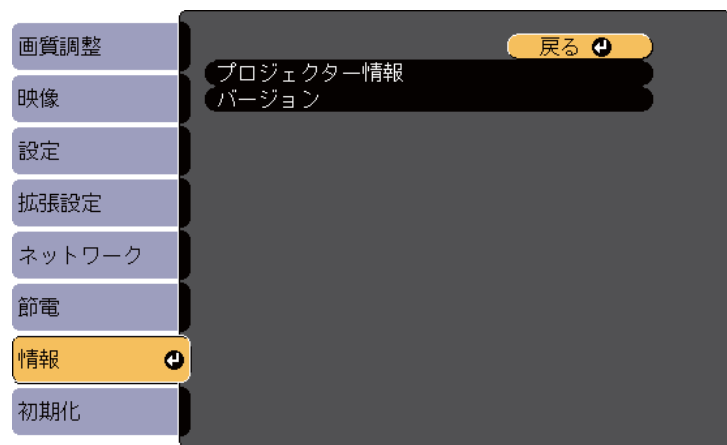 画質調整
映像
設定
拡張設定
ネットワーク
節電
情報
初期化
戻る
プロジェクター情報
バージョン